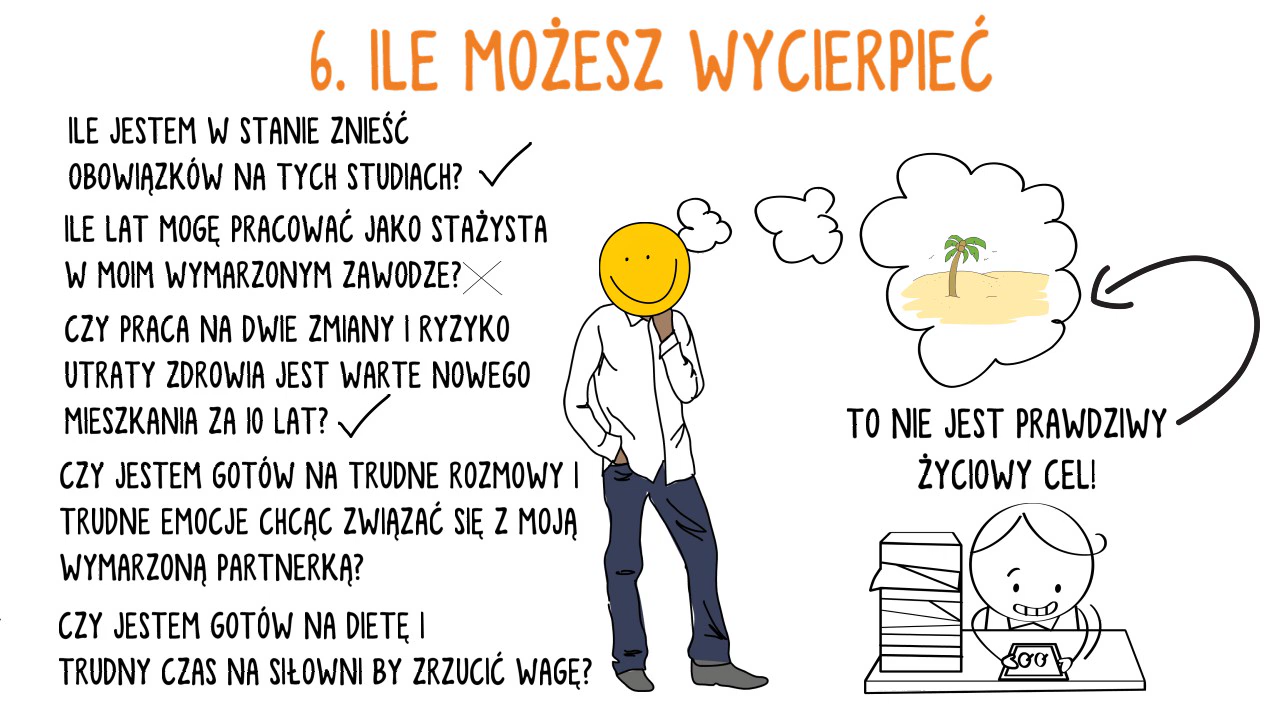 6. ILE MOŻESZ WYCIERPIEĆ
ILE JESTEM W STANIE ZNIEŚĆ
OBOWIĄZKÓW NA TYCH STUDIACH?
ILE LAT MOGĘ PRACOWAĆ JAKO STAŻYSTA
W MOIM WYMARZONYM ZAWODZE?
CZY PRACA NA DWIE ZMIANY I RYZYKO
UTRATY ZDROWIA JEST WARTE NOWEGO
MIESZKANIA ZA 10 LAT?
CZY JESTEM GOTÓW NA TRUDNE ROZMOWY I
TRUDNE EMOCJE CHCĄC ZWIĄZAĆ SIĘ Z MOJĄ
WYMARZONĄ PARTNERKĄ?
CZY JESTEM GOTÓW NA DIETĘ I
TRUDNY CZAS NA SIŁOWNI BY ZRZUCIĆ WAGĘ?
TO NIE JEST PRAWDZIWY
ŻYCIOWY CEL!